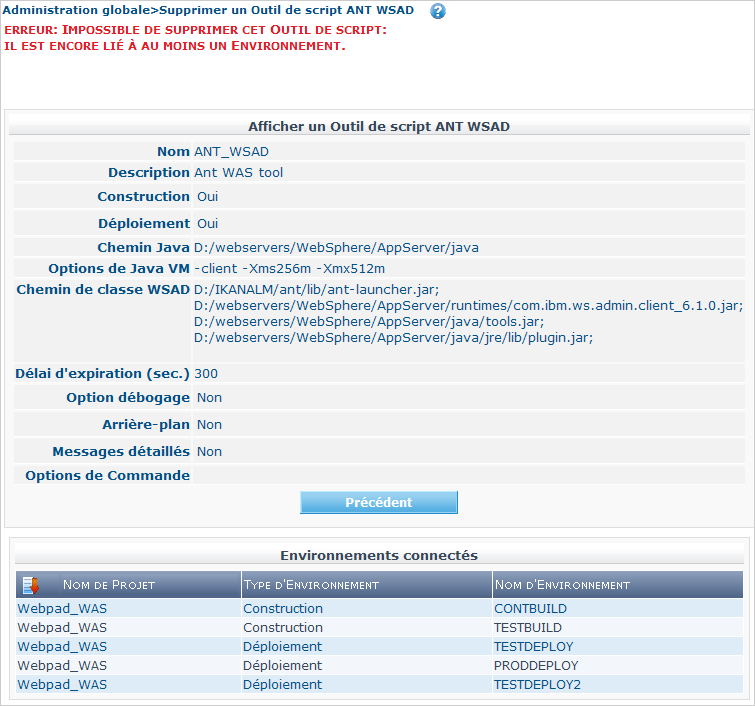 Administration globale>Supprimer un Outil de script ANT WSAD ?
ERREUR: IMPOSSIBLE DE SUPPRIMER CET OUTIL DE SCRIPT:
IL EST ENCORE LIÉ À AU MOINS UN ENVIRONNEMENT.
Afficher un Outil de script ANT WSAD
Nom ANT_WSAD
Description Ant WAS tool
Construction Oui
Déploiement Oui
Chemin Java D:/webservers/WebSphere/AppServer/java
Options de Java VM -client -Xms256m -Xmx512m
Chemin de classe WSAD D:/IKANALM/ant/lib/ant-launcher.jar;
D:/webservers/WebSphere/AppServer/runtimes/com.ibm.ws.admin.client_6.1.0.jar;
D:/webservers/WebSphere/AppServer/java/tools.jar;
D:/webservers/WebSphere/AppServer/java/jre/lib/plugin.jar;
Délai d'expiration (sec.) 300
Option débogage Non
Arrière-plan Non
Messages détaillés Non
Options de Commande
Précédent
Environnements connectés
NOM DE PROJET TYPE D'ENVIRONNEMENT NOM D'ENVIRONNEMENT
Webpad_WAS Construction CONTBUILD
Webpad_WAS Construction TESTBUILD
Webpad_WAS Déploiement TESTDEPLOY
Webpad_WAS Déploiement PRODDEPLOY
Webpad_WAS Déploiement TESTDEPLOY2